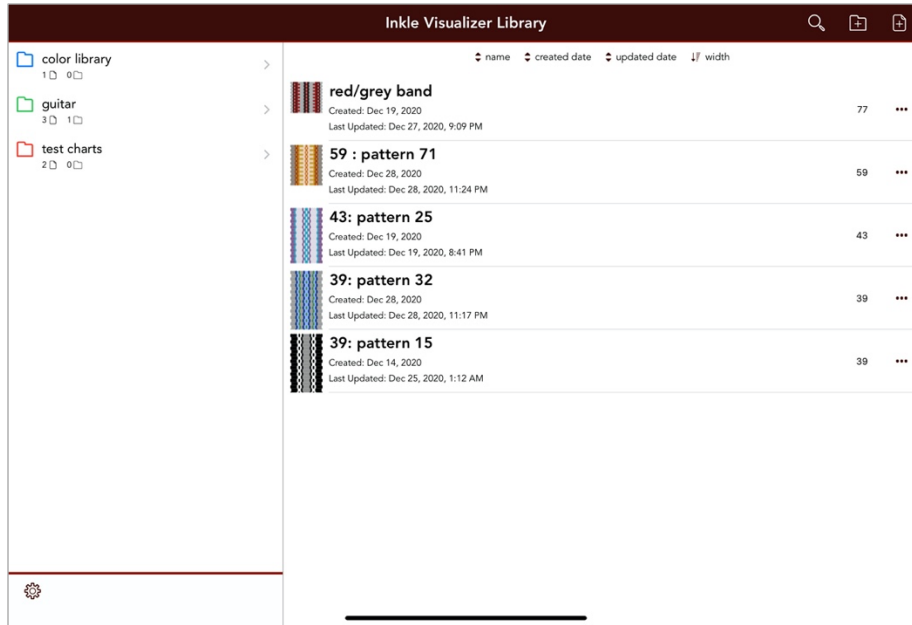 Inkle Visualizer Library
color library
1 0
guitar
3 1
test charts
2 0
name created date updated date width
red/grey band
Created: Dec 19, 2020
Last Updated: Dec 27, 2020, 9:09 PM
77
59 : pattern 71
Created: Dec 28, 2020
Last Updated: Dec 28, 2020, 11:24 PM
59
43: pattern 25
Created: Dec 19, 2020
Last Updated: Dec 19, 2020, 8:41 PM
43
39: pattern 32
Created: Dec 28, 2020
Last Updated: Dec 28, 2020, 11:17 PM
39
39: pattern 15
Created: Dec 14, 2020
Last Updated: Dec 25, 2020, 1:12 AM
39